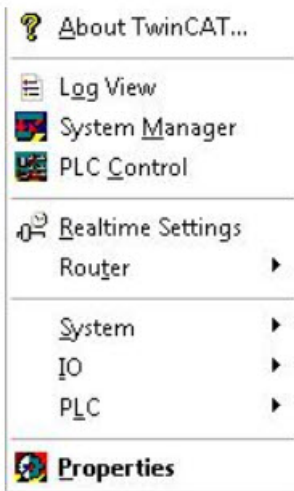 About TwinCAT...
Log View
System Manager
PLC Control
Realtime Settings
Router
System
IO
PLC
Properties